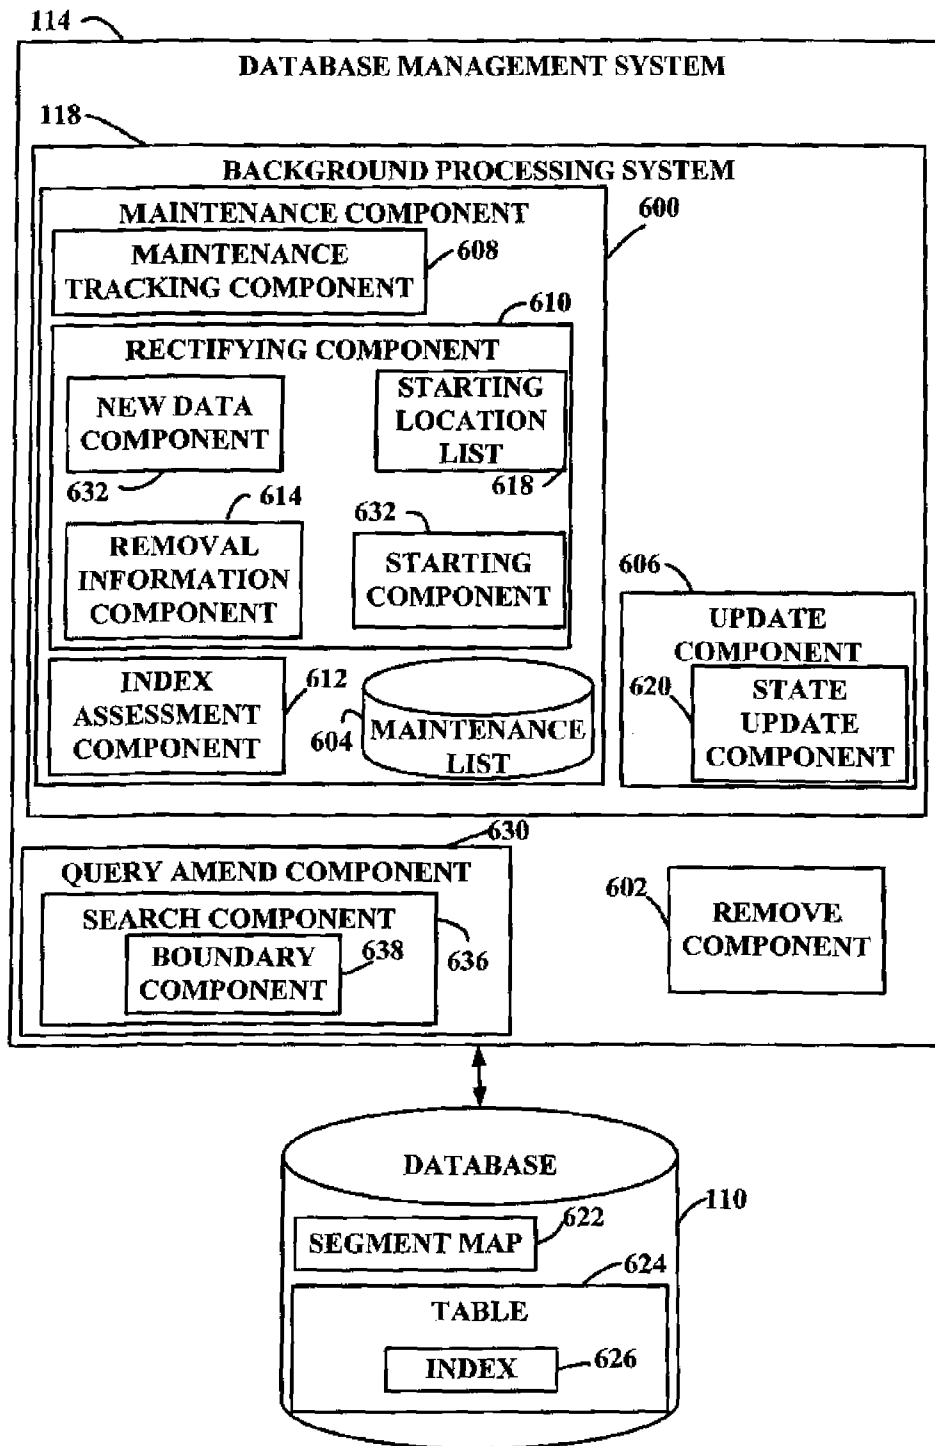 114
DATABASE MANAGEMENT SYSTEM
118
BACKGROUND PROCESSING SYSTEM
MAINTENANCE COMPONENT
600
MAINTENANCE
TRACKING COMPONENT
608
610
RECTIFYING COMPONENT
NEW DATA
COMPONENT
632
STARTING
LOCATION
LIST
618
614
REMOVAL
INFORMATION
COMPONENT
632
STARTING
COMPONENT
606
UPDATE
COMPONENT
620
STATE
UPDATE
COMPONENT
INDEX
ASSESSMENT
COMPONENT
612
604
MAINTENANCE
LIST
630
QUERY AMEND COMPONENT
SEARCH COMPONENT
636
BOUNDARY
COMPONENT
638
602
REMOVE
COMPONENT
DATABASE
110
SEGMENT MAP
622
624
TABLE
INDEX
626